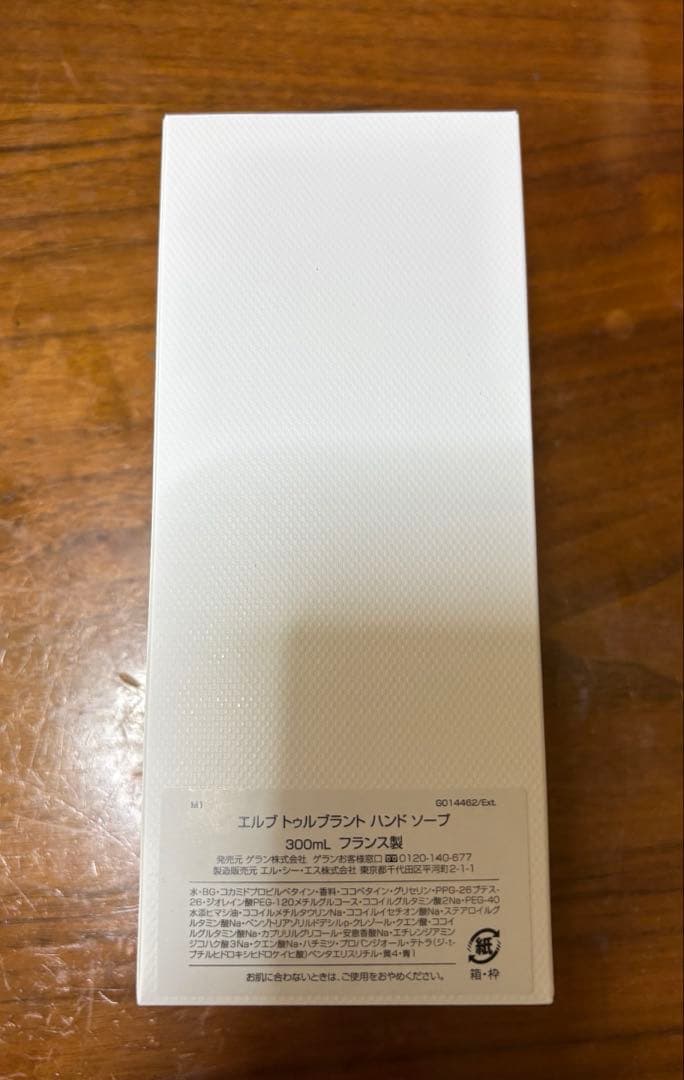 M1
G014462/Ext.
エルブ トゥルブラント ハンド ソープ
300mL フランス製
発売元 ゲラン株式会社 ゲランお客様窓口 0120-140-677
製造販売元 エル・シー・エス株式会社 東京都千代田区平河町2-1-1
水・BG・コカミドプロピルベタイン・香料・ココベタイン・グリセリン・PPG-26ブテス-
26・ジオレイン酸PEG-120メチルグルコース・ココイルグルタミン酸2Na・PEG-40
水添ヒマシ油・ココイルメチルタウリンNa・ココイルイセチオン酸Na・ステアロイルグ
ルタミン酸Na・ベンゾトリアゾリルドデシルp-クレゾール・クエン酸・ココイ
ルグルタミン酸Na・カプリリルグリコール・安息香酸Na・エチレンジアミン
ジコハク酸3Na・クエン酸Na・ハチミツ・プロパンジオール・テトラ(ジ-t-
ブチルヒドロキシヒドロケイヒ酸)ペンタエリスリチル・黄4・青1
お肌に合わないときは、ご使用をおやめください。
紙
箱・枠